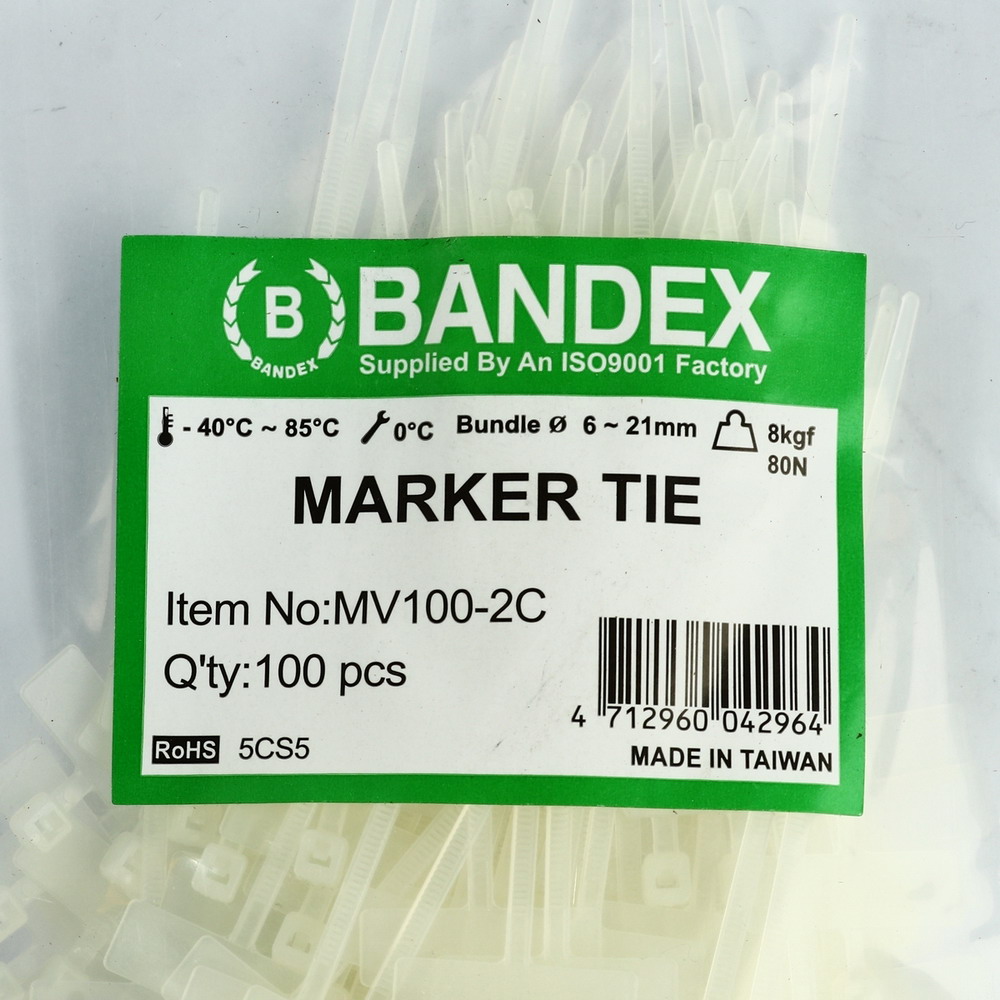 B
BANDEX
BANDEX
Supplied By An ISO9001 Factory
- 40°C ~ 85°C 0°C Bundle Ø 6 ~ 21mm 8kgf
80N
MARKER TIE
Item No:MV100-2C
Q'ty:100 pcs
4 712960 042964
RoHS 5CS5
MADE IN TAIWAN